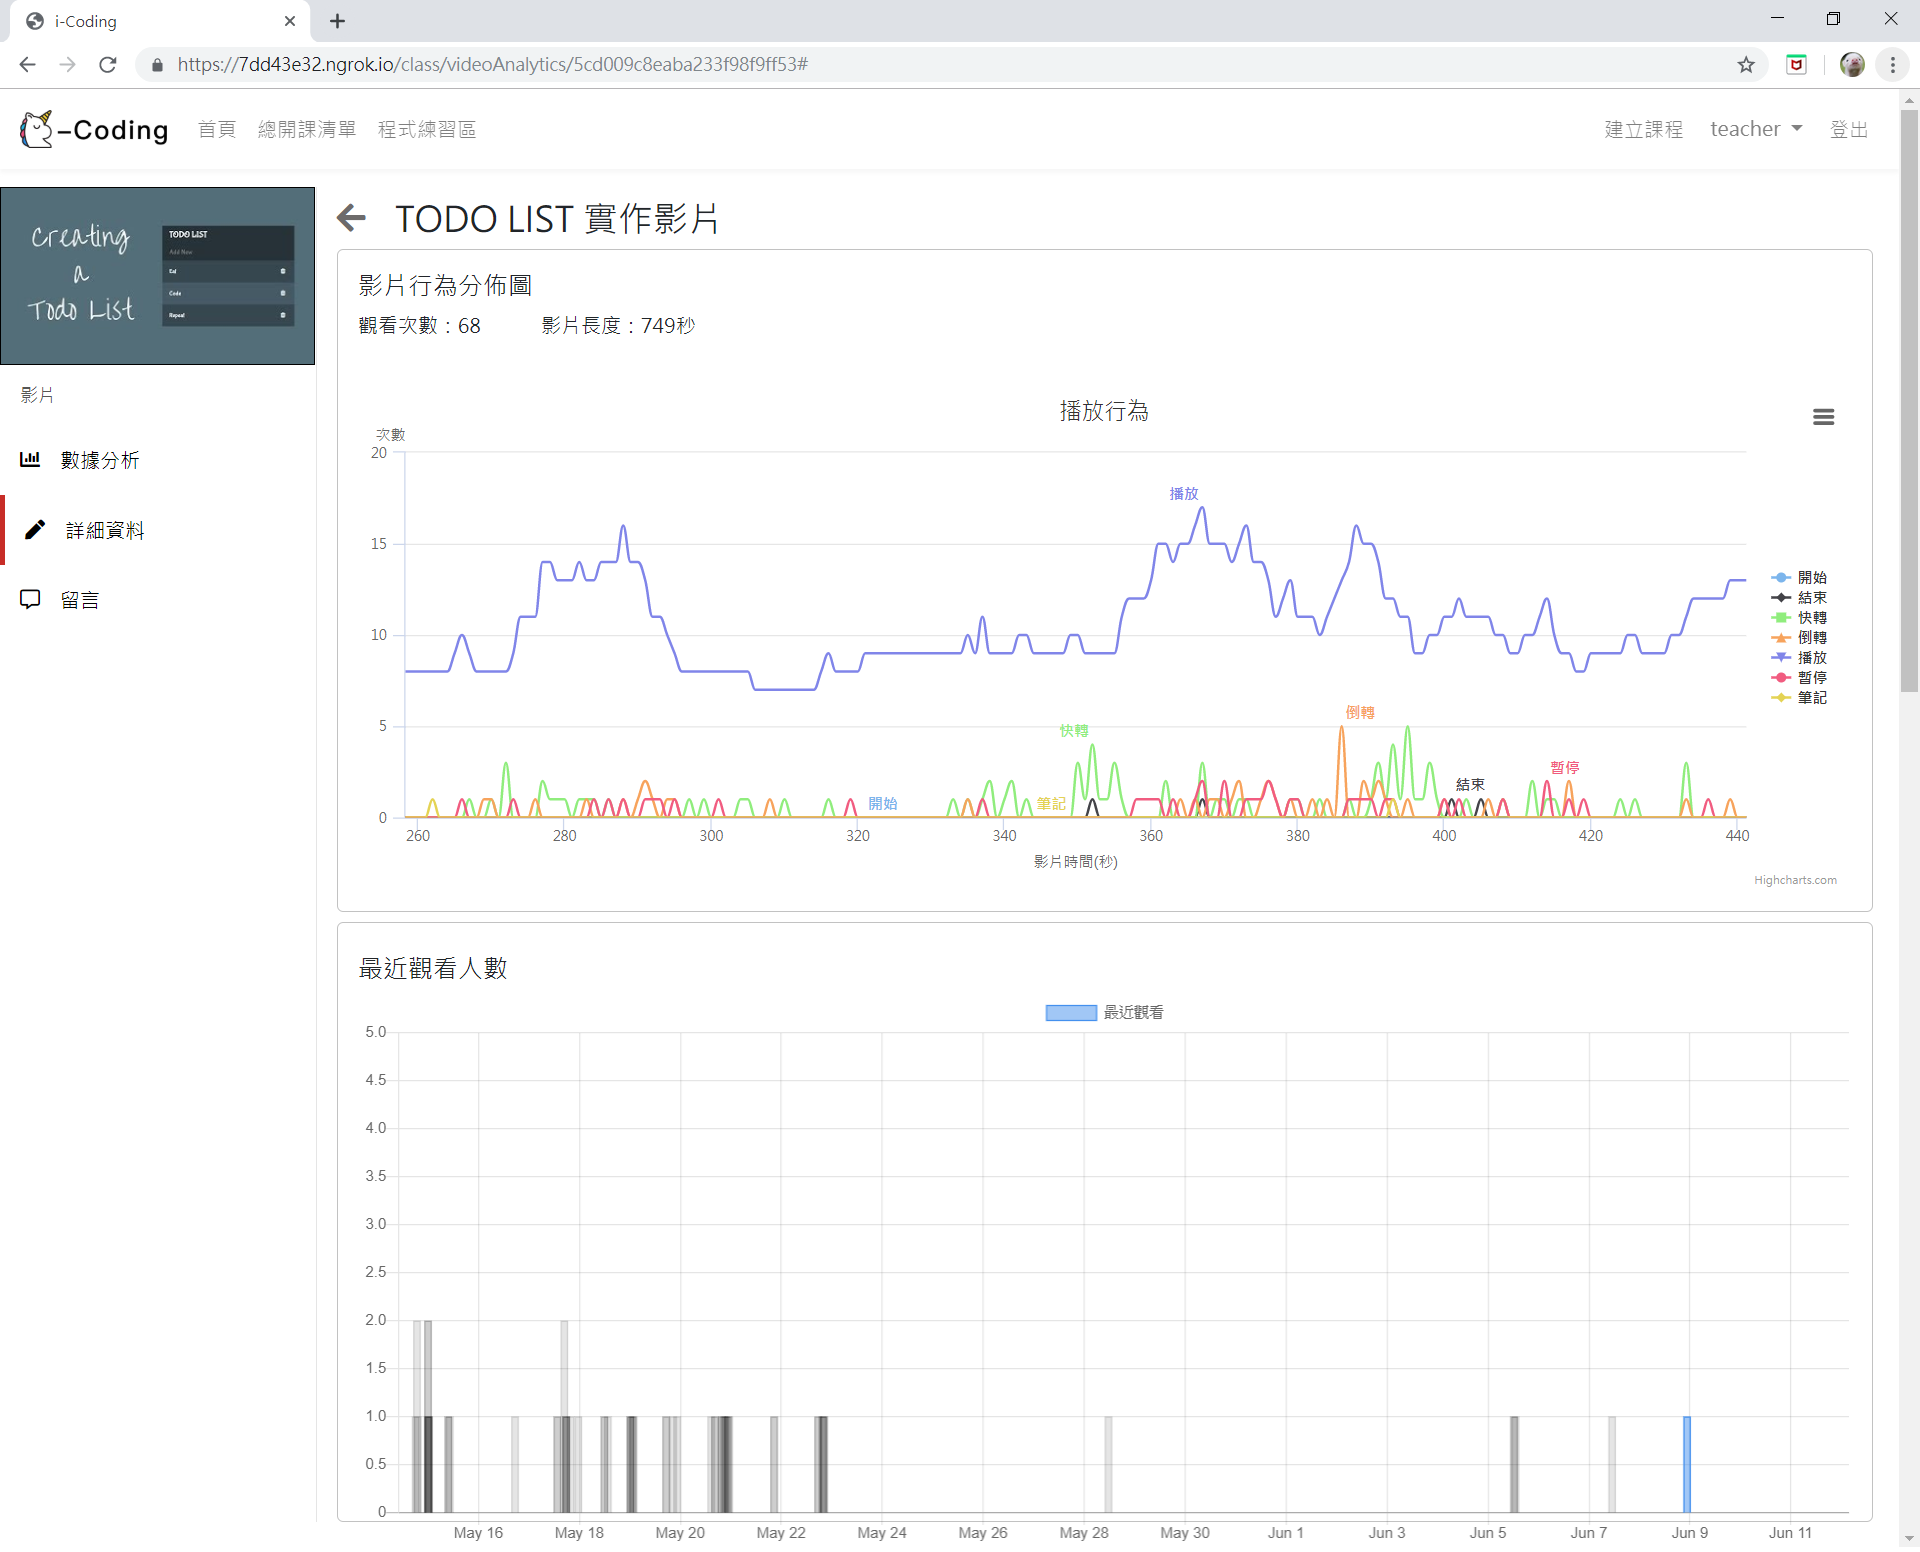 i-Coding
https://7dd43e32.ngrok.io/class/videoAnalytics/5cd009c8eaba233f98f9ff53#
-Coding 首頁 總開課清單 程式練習區 建立課程 teacher 登出
Creating
a
Todo List
TODO LIST
Add New
Eat
Code
Repeat
影片
數據分析
詳細資料
留言
TODO LIST 實作影片
影片行為分佈圖
觀看次數：68 影片長度：749秒
播放行為
次數
20
15
10
5
0
播放
快轉
倒轉
開始
筆記
結束
暫停
260 280 300 320 340 360 380 400 420 440
影片時間(秒)
開始
結束
快轉
倒轉
播放
暫停
筆記
Highcharts.com
最近觀看人數
最近觀看
5.0
4.5
4.0
3.5
3.0
2.5
2.0
1.5
1.0
0.5
0
May 16 May 18 May 20 May 22 May 24 May 26 May 28 May 30 Jun 1 Jun 3 Jun 5 Jun 7 Jun 9 Jun 11